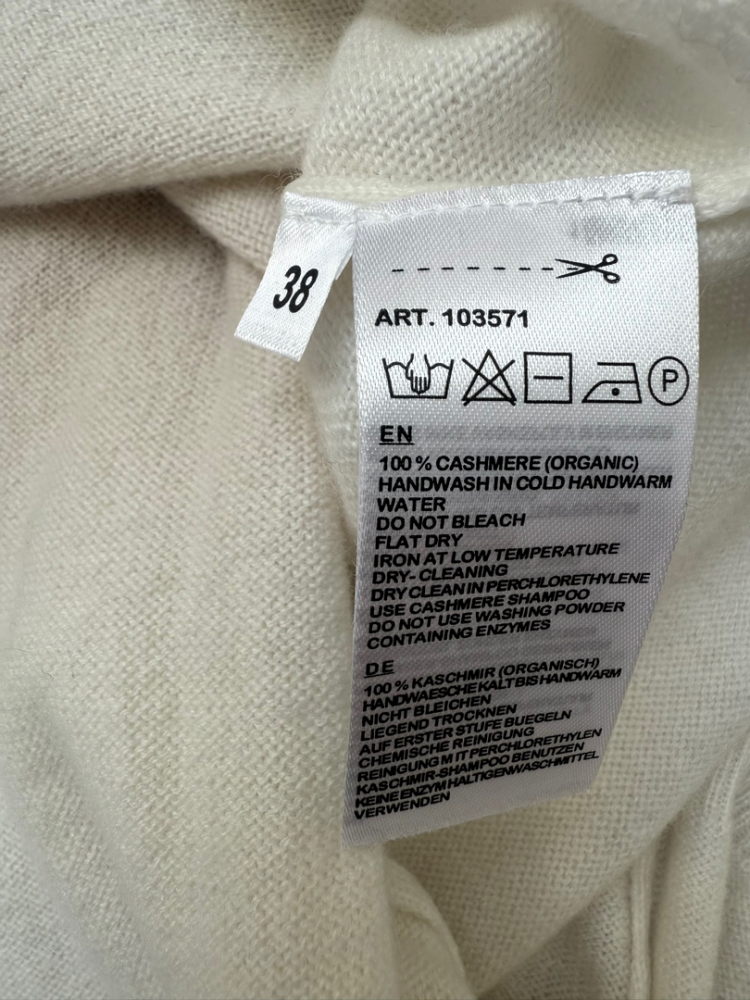 38
ART. 103571
P
EN
100 % CASHMERE (ORGANIC)
HANDWASH IN COLD HANDWARM
WATER
DO NOT BLEACH
FLAT DRY
IRON AT LOW TEMPERATURE
DRY- CLEANING
DRY CLEAN IN PERCHLORETHYLENE
USE CASHMERE SHAMPOO
DO NOT USE WASHING POWDER
CONTAINING ENZYMES
DE
100 % KASCHMIR (ORGANISCH)
HANDWAESCHE KALT BIS HANDWARM
NICHT BLEICHEN
LIEGEND TROCKNEN
AUF ERSTER STUFE BUEGELN
CHEMISCHE REINIGUNG
REINIGUNG MIT PERCHLORETHYLEN
KASCHMIR-SHAMPOO BENUTZEN
KEINE ENZYMHALTIGEN WASCHMITTEL
VERWENDEN